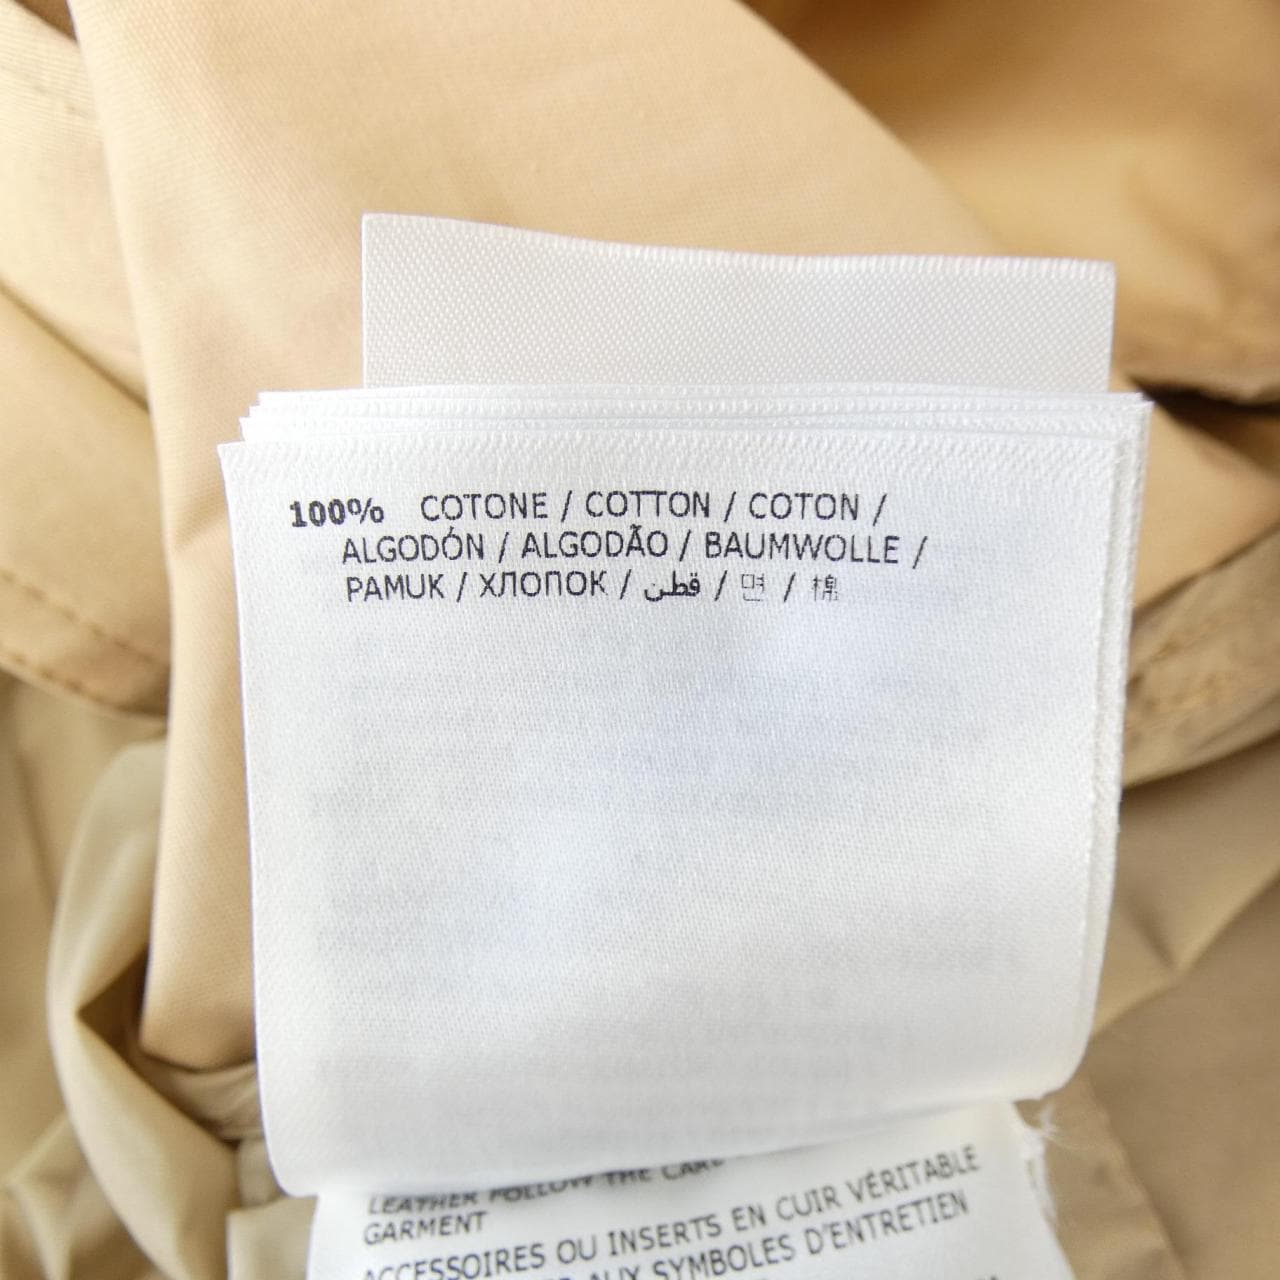 100% COTONE / COTTON / COTON /
ALGODÓN / ALGODÃO / BAUMWOLLE /
PAMUK / ХЛОПОК / قطن / 면 / 棉
LEATHER FOLLOW THE CARE
GARMENT
ACCESSOIRES OU INSERTS EN CUIR VÉRITABLE
AUX SYMBOLES D'ENTRETIEN